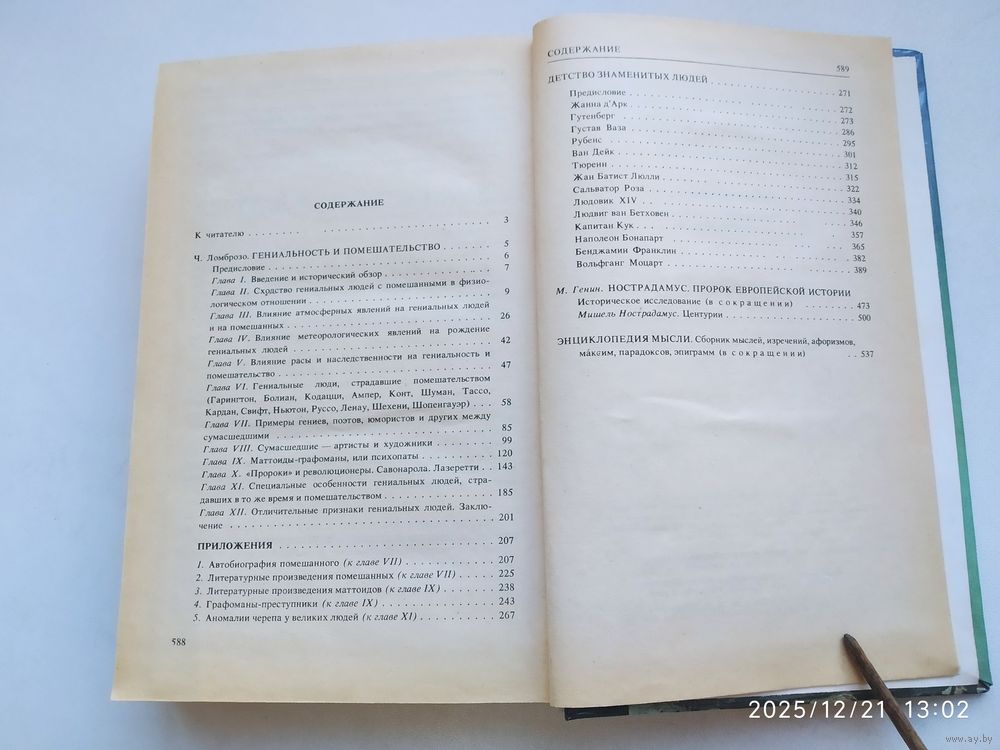 СОДЕРЖАНИЕ
К читателю ........ 3
Ч. Ломброзо. ГЕНИАЛЬНОСТЬ И ПОМЕШАТЕЛЬСТВО ....... 5
Предисловие ....... 6
Глава I. Введение и исторический обзор ....... 7
Глава II. Сходство гениальных людей с помешанными в физио-
логическом отношении ....... 9
Глава III. Влияние атмосферных явлений на гениальных людей
и на помешанных ....... 26
Глава IV. Влияние метеорологических явлений на рождение
гениальных людей ....... 42
Глава V. Влияние расы и наследственности на гениальность и
помешательство ....... 47
Глава VI. Гениальные люди, страдавшие помешательством
(Гарингтон, Болиан, Кодацци, Ампер, Конт, Шуман, Тассо,
Кардан, Свифт, Ньютон, Руссо, Ленау, Шехени, Шопенгауэр) ... 58
Глава VII. Примеры гениев, поэтов, юмористов и других между
сумасшедшими ....... 85
Глава VIII. Сумасшедшие — артисты и художники ....... 99
Глава IX. Маттоиды-графоманы, или психопаты ....... 120
Глава X. «Пророки» и революционеры. Савонарола. Лазеретти .. 143
Глава XI. Специальные особенности гениальных людей, стра-
давших в то же время и помешательством ....... 185
Глава XII. Отличительные признаки гениальных людей. Заклю-
чение ....... 201
ПРИЛОЖЕНИЯ ....... 207
1. Автобиография помешанного (к главе VII) ....... 207
2. Литературные произведения помешанных (к главе VII) ..... 225
3. Литературные произведения маттоидов (к главе IX) ....... 238
4. Графоманы-преступники (к главе IX) ....... 243
5. Аномалии черепа у великих людей (к главе XI) ....... 267
588
СОДЕРЖАНИЕ 589
ДЕТСТВО ЗНАМЕНИТЫХ ЛЮДЕЙ ....... 271
Предисловие ....... 272
Жанна д'Арк ....... 273
Гутенберг ....... 286
Густав Ваза ....... 295
Рубенс ....... 301
Ван Дейк ....... 312
Тюренн ....... 315
Жан Батист Люлли ....... 322
Сальватор Роза ....... 334
Людовик XIV ....... 340
Людвиг ван Бетховен ....... 346
Капитан Кук ....... 357
Наполеон Бонапарт ....... 365
Бенджамин Франклин ....... 382
Вольфганг Моцарт ....... 389
М. Генин. НОСТРАДАМУС. ПРОРОК ЕВРОПЕЙСКОЙ ИСТОРИИ
Историческое исследование (в сокращении) ....... 473
Мишель Нострадамус. Центурии ....... 500
ЭНЦИКЛОПЕДИЯ МЫСЛИ. Сборник мыслей, изречений, афоризмов,
максим, парадоксов, эпиграмм (в сокращении) .. 537
2025/12/21 13:02
www.ay.by